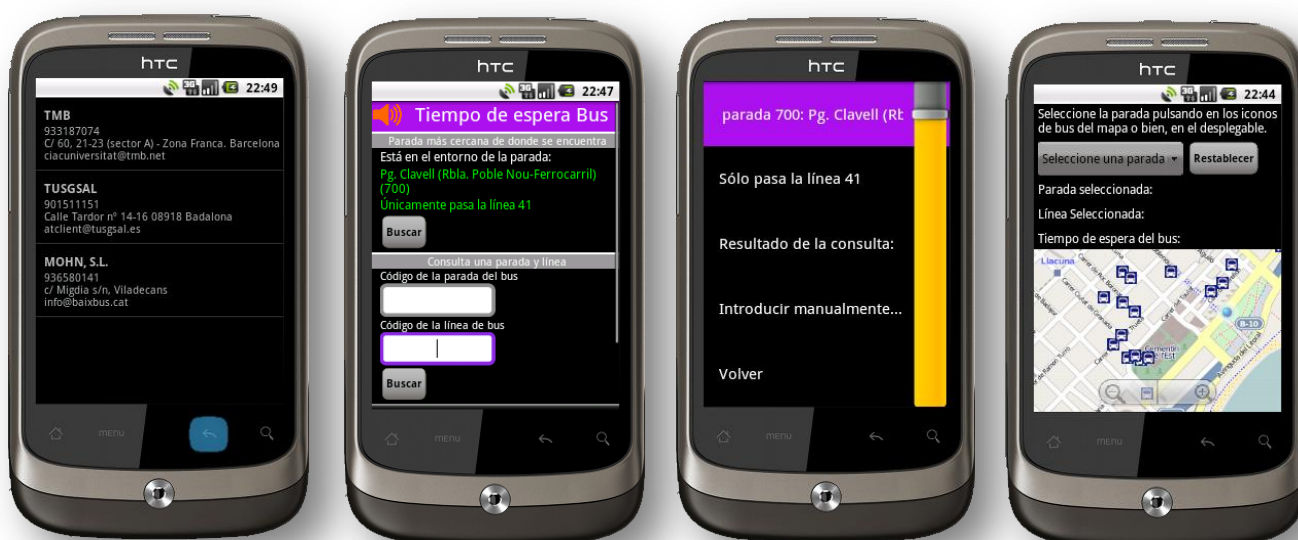 hTC
22:49
TMB
933187074
C/ 60, 21-23 (sector A) - Zona Franca. Barcelona
ciacuniversitat@tmb.net
TUSGSAL
901511151
Calle Tardor nº 14-16 08918 Badalona
atclient@tusgsal.es
MOHN, S.L.
936580141
c/ Migdia s/n, Viladecans
info@baixbus.cat
MENU
hTC
22:47
Tiempo de espera Bus
Parada más cercana de donde se encuentra
Está en el entorno de la parada:
Pg. Clavell (Rbla. Poble Nou-Ferrocarril)
(700)
Únicamente pasa la línea 41
Buscar
Consulta una parada y línea
Código de la parada del bus
Código de la línea de bus
Buscar
MENU
hTC
parada 700: Pg. Clavell (Rb
Sólo pasa la línea 41
Resultado de la consulta:
Introducir manualmente...
Volver
MENU
hTC
22:44
Seleccione la parada pulsando en los iconos
de bus del mapa o bien, en el desplegable.
Seleccione una parada
Restablecer
Parada seleccionada:
Línea Seleccionada:
Tiempo de espera del bus:
Llacuna
B-10
MENU